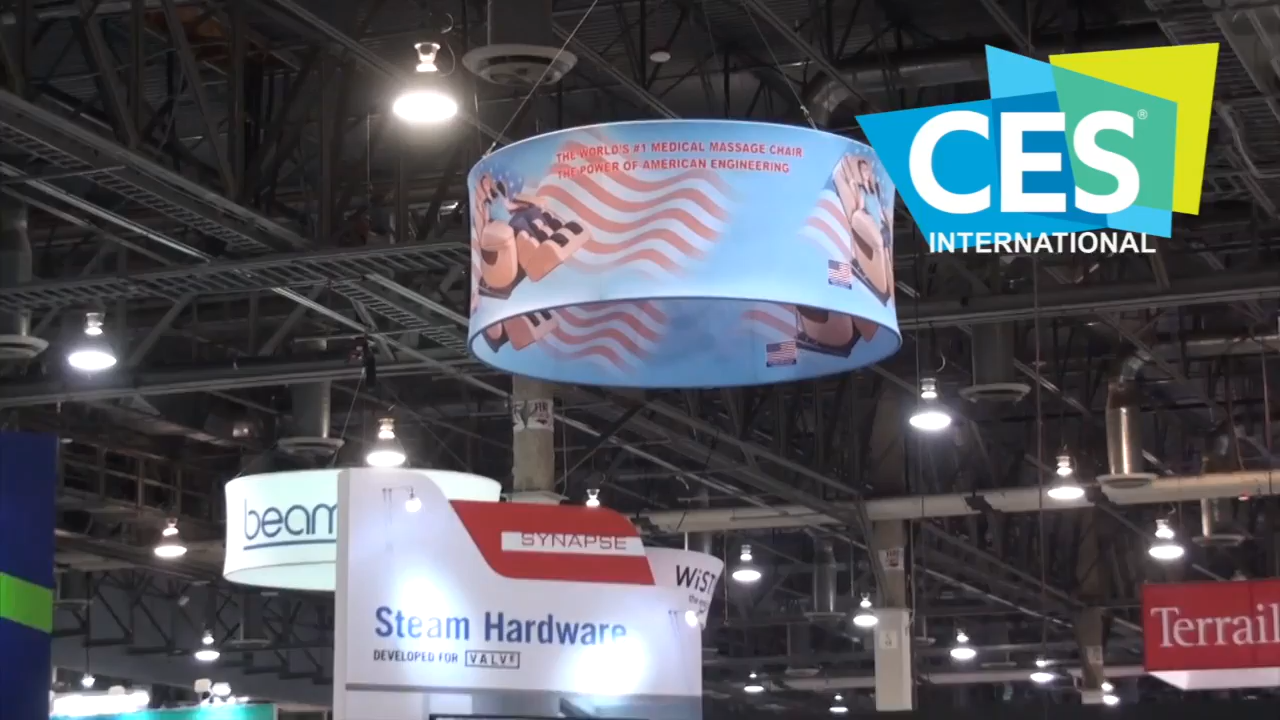 THE WORLD'S #1 MEDICAL MASSAGE CHAIR
THE POWER OF AMERICAN ENGINEERING
CES®
INTERNATIONAL
beam
SYNAPSE
WiST
Steam Hardware
DEVELOPED FOR VALVE
Terrail